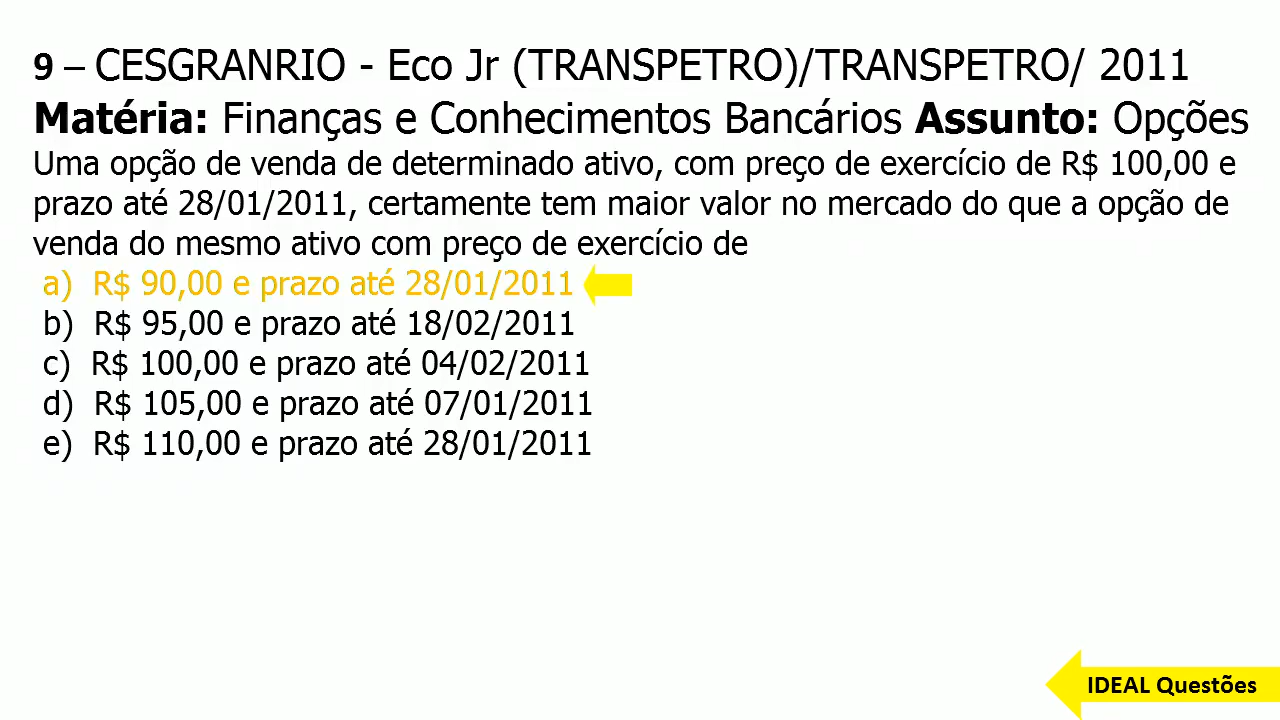 9 – CESGRANRIO - Eco Jr (TRANSPETRO)/TRANSPETRO/ 2011
Matéria: Finanças e Conhecimentos Bancários Assunto: Opções
Uma opção de venda de determinado ativo, com preço de exercício de R$ 100,00 e
prazo até 28/01/2011, certamente tem maior valor no mercado do que a opção de
venda do mesmo ativo com preço de exercício de
a) R$ 90,00 e prazo até 28/01/2011
b) R$ 95,00 e prazo até 18/02/2011
c) R$ 100,00 e prazo até 04/02/2011
d) R$ 105,00 e prazo até 07/01/2011
e) R$ 110,00 e prazo até 28/01/2011
IDEAL Questões